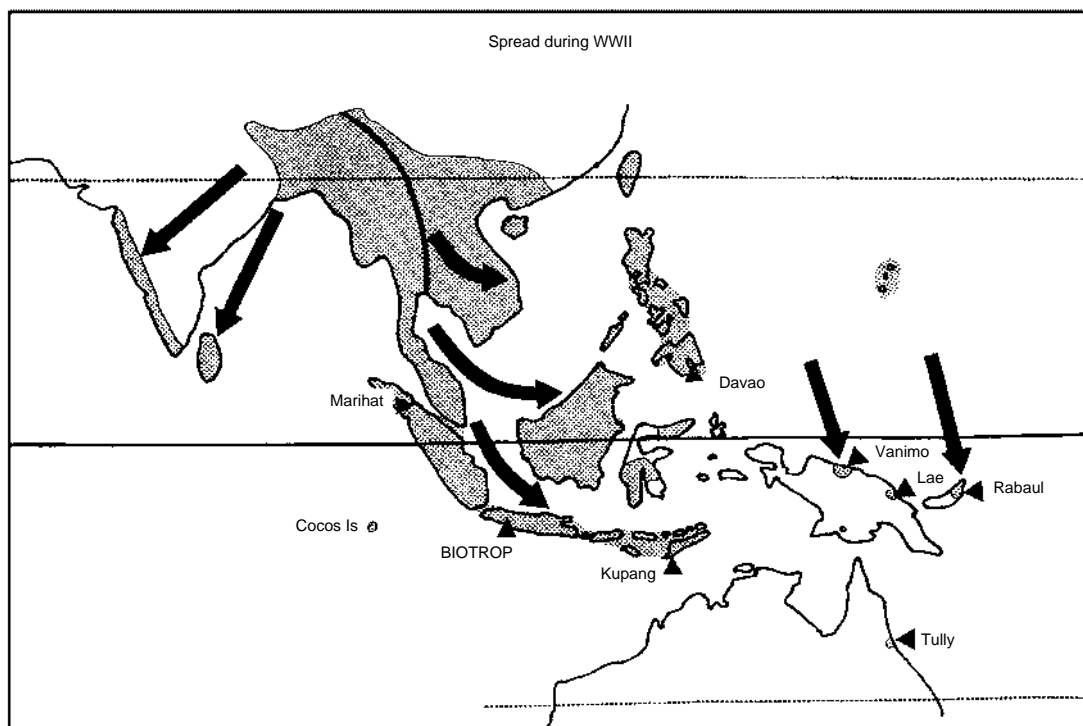 Spread during WWII
Davao
Marihat
Vanimo
Lae
Rabaul
Cocos Is
BIOTROP
Kupang
Tully